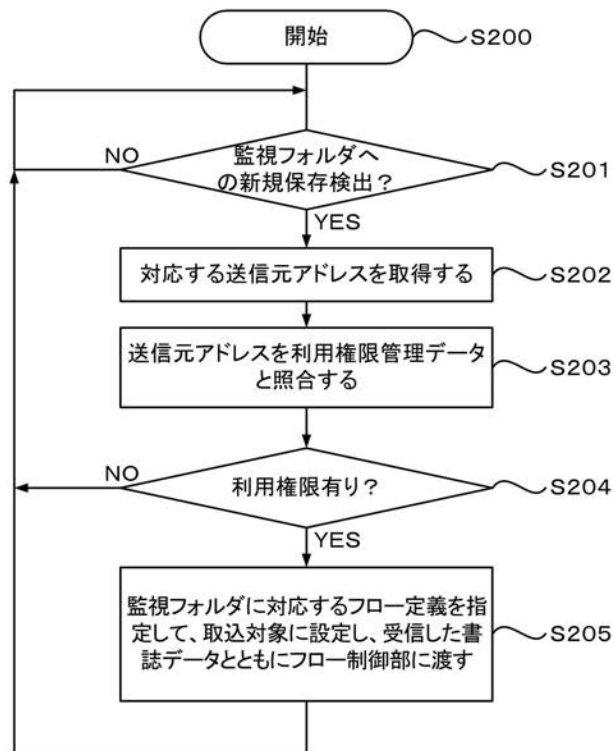 開始
S200
NO
監視フォルダへ
の新規保存検出？
S201
YES
対応する送信元アドレスを取得する
S202
送信元アドレスを利用権限管理データ
と照合する
S203
NO
利用権限有り？
S204
YES
監視フォルダに対応するフロー定義を指
定して、取込対象に設定し、受信した書
誌データとともにフロー制御部に渡す
S205